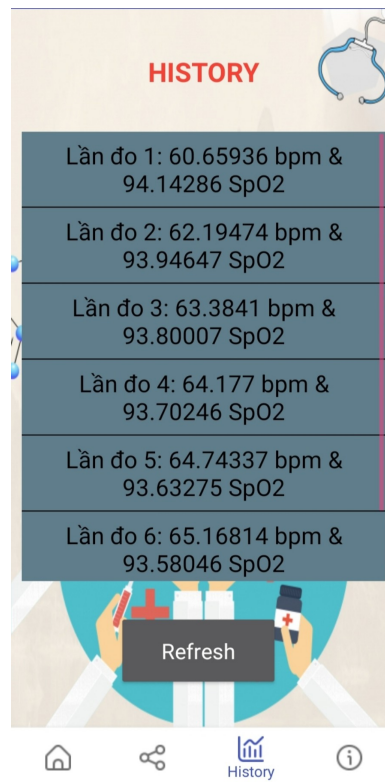 HISTORY
Lần đo 1: 60.65936 bpm &
94.14286 SpO2
Lần đo 2: 62.19474 bpm &
93.94647 SpO2
Lần đo 3: 63.3841 bpm &
93.80007 SpO2
Lần đo 4: 64.177 bpm &
93.70246 SpO2
Lần đo 5: 64.74337 bpm &
93.63275 SpO2
Lần đo 6: 65.16814 bpm &
93.58046 SpO2
Refresh
History